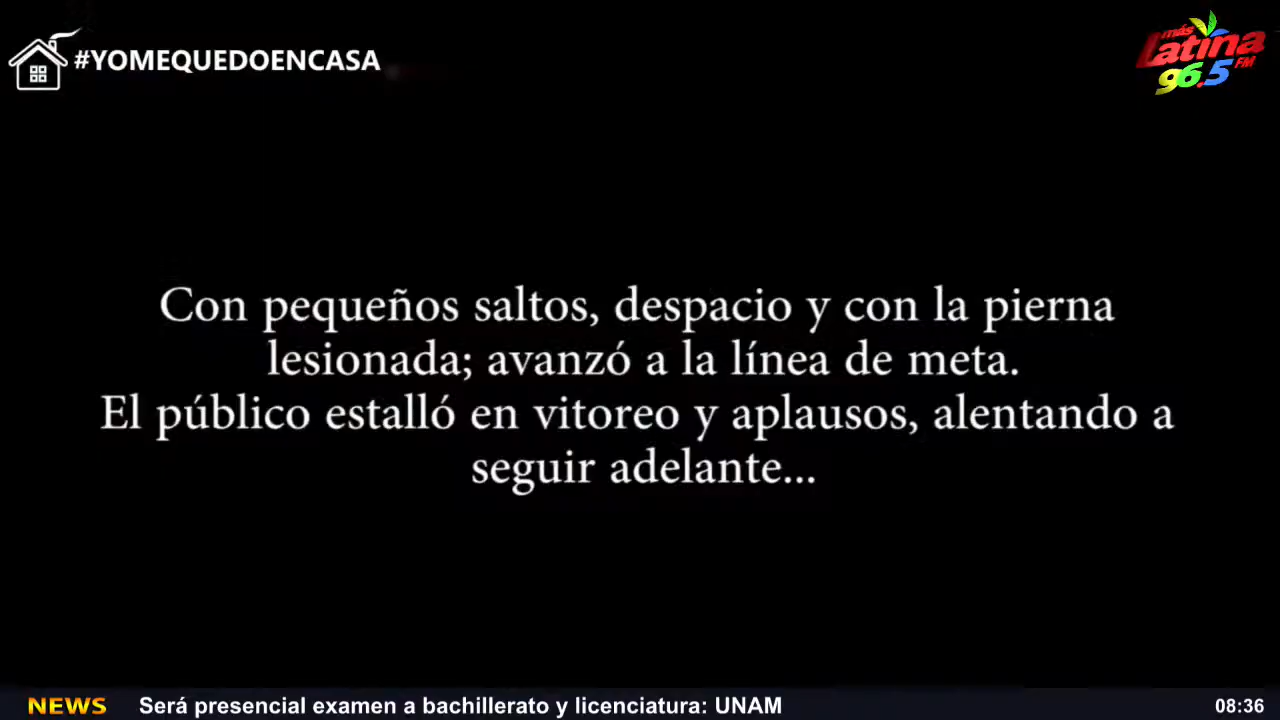 #YOMEQUEDOENCASA
más
Latina
FM
96.5
Con pequeños saltos, despacio y con la pierna
lesionada; avanzó a la línea de meta.
El público estalló en vitoreo y aplausos, alentando a
seguir adelante...
NEWS Será presencial examen a bachillerato y licenciatura: UNAM 08:36